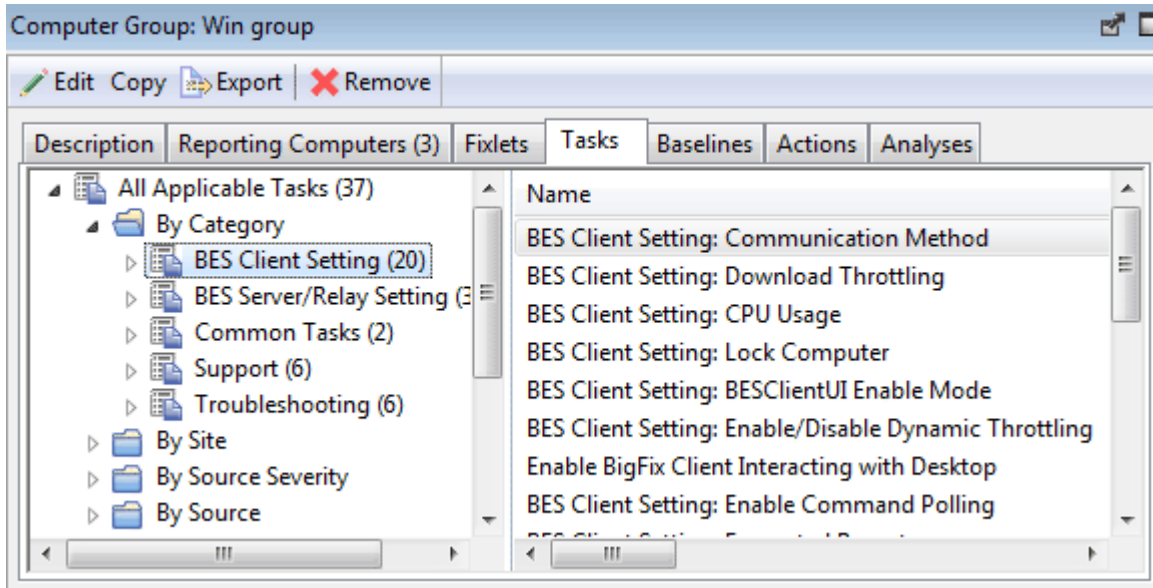 Computer Group: Win group
Edit Copy Export Remove
Description Reporting Computers (3) Fixlets Tasks Baselines Actions Analyses
All Applicable Tasks (37)
By Category
BES Client Setting (20)
BES Server/Relay Setting (3
Common Tasks (2)
Support (6)
Troubleshooting (6)
By Site
By Source Severity
By Source
Name
BES Client Setting: Communication Method
BES Client Setting: Download Throttling
BES Client Setting: CPU Usage
BES Client Setting: Lock Computer
BES Client Setting: BESClientUI Enable Mode
BES Client Setting: Enable/Disable Dynamic Throttling
Enable BigFix Client Interacting with Desktop
BES Client Setting: Enable Command Polling